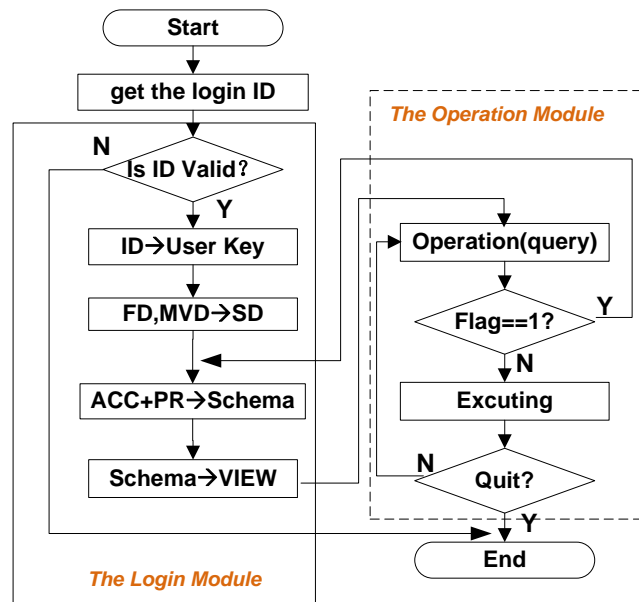 Start
get the login ID
The Login Module
N
Is ID Valid？
Y
ID→User Key
FD,MVD→SD
ACC+PR→Schema
Schema→VIEW
The Operation Module
Operation(query)
Flag==1?
Y
N
Excuting
N
Quit?
Y
End